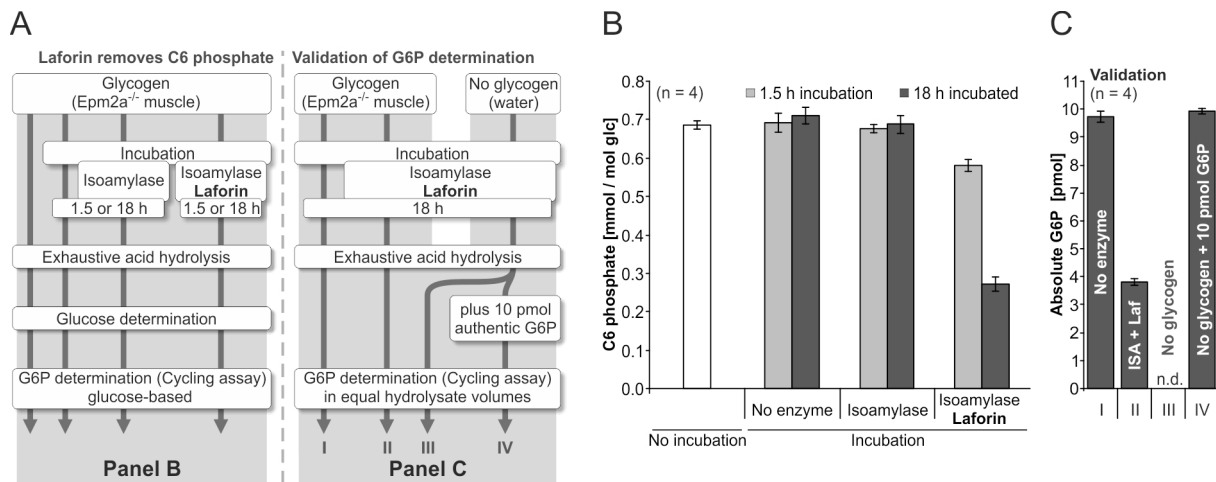 A
Laforin removes C6 phosphate
Validation of G6P determination
Glycogen
(Epm2a-/- muscle)
Incubation
Isoamylase
1.5 or 18 h
Isoamylase
Laforin
1.5 or 18 h
Exhaustive acid hydrolysis
Glucose determination
G6P determination (Cycling assay)
glucose-based
Panel B
Glycogen
(Epm2a-/- muscle)
No glycogen
(water)
Incubation
Isoamylase
Laforin
18 h
Exhaustive acid hydrolysis
plus 10 pmol
authentic G6P
G6P determination (Cycling assay)
in equal hydrolysate volumes
I II III IV
Panel C
B
C6 phosphate [mmol / mol glc]
0.8
0.7
0.6
0.5
0.4
0.3
0.2
0.1
0.0
(n = 4)
1.5 h incubation
18 h incubated
No enzyme
Isoamylase
Isoamylase
Laforin
No incubation
Incubation
C
Absolute G6P [pmol]
11
10
9
8
7
6
5
4
3
2
1
0
Validation
(n = 4)
No enzyme
ISA + Laf
No glycogen
n.d.
No glycogen + 10 pmol G6P
I II III IV